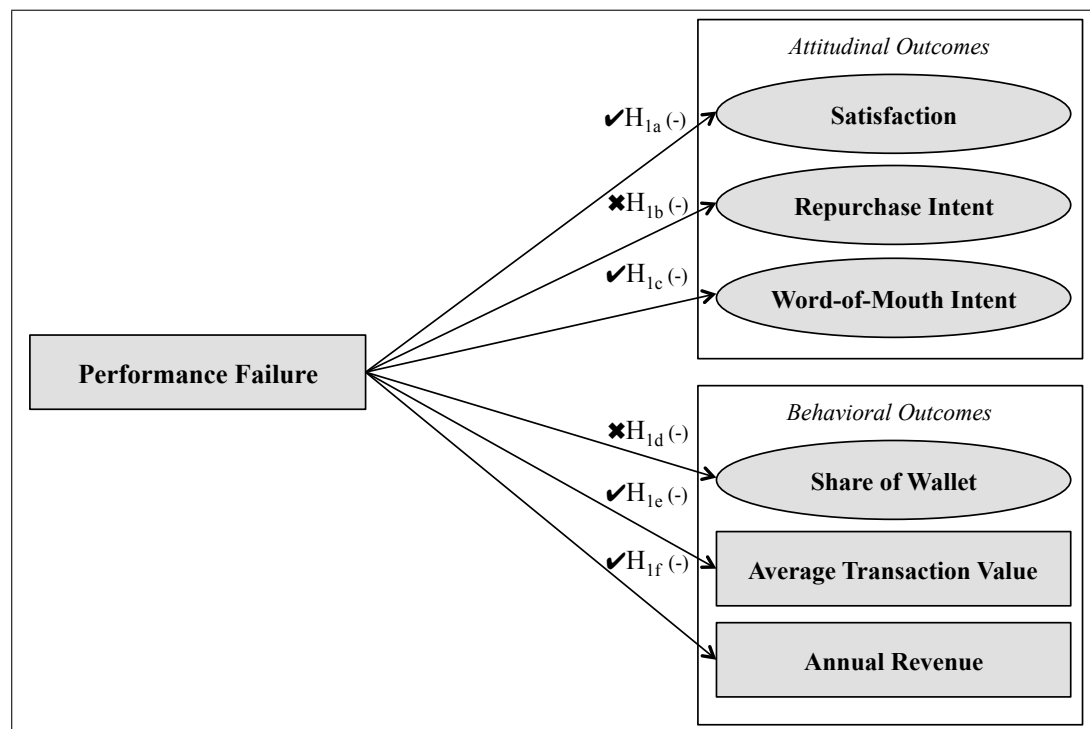 Attitudinal Outcomes
Satisfaction
✔H1a (-)
Repurchase Intent
✖H1b (-)
Word-of-Mouth Intent
✔H1c (-)
Performance Failure
Behavioral Outcomes
✖H1d (-)
Share of Wallet
✔H1e (-)
Average Transaction Value
✔H1f (-)
Annual Revenue